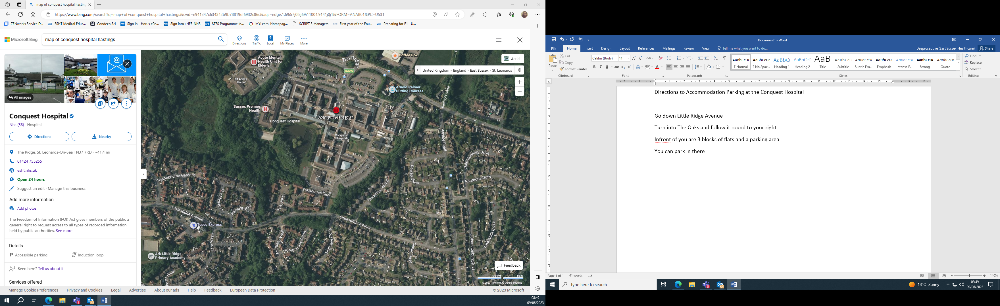 map of conquest hospital hastin
https://www.bing.com/search?q=map+of+conquest+hospital+hastings&cvid=e941347c634342b9b78819ef6932c86c&aqs=edge.1.69i57j0l8j69i11004.9141j0j1&FORM=ANAB01&PC=U531
ZENworks Service D...
ESHT Medical Educ...
Condeco 3.4
Sign In - Horus ePo...
Sign into : HEE-NHS
STFS Programme in...
MYLearn: Homepag...
SCRIPT 3 Managers
First year of the Fou...
Preparing for F1 - U...
Microsoft Bing
map of conquest hospital hastings
Directions
Traffic
Local
My Places
More
All images
Conquest Hospital
Nhs (58) · Hospital
Directions
Nearby
The Ridge, St. Leonards-On-Sea TN37 7RD · ~41.4 mi
01424 755255
esht.nhs.uk
Open 24 hours
Suggest an edit · Manage this business
Add more information
Add photos
The Freedom of Information (FOI) Act gives members of the public a
general right to request access to all types of recorded information
held by public authorities. See more
Details
P Accessible parking
Induction loop
Been here? Tell us about it
Services offered
Acute Mental
Health Unit for
Elderly
The Ridge
Coffee Box
Aerial
B2093
United Kingdom · England · East Sussex · St. Leonards
St Annes
House
Arnold Palmer
Putting Courses
Beaney's Lane
Sussex Premier
Health
Conquest Hospital
Conquest Hospital
Conquest
Hospital
Hillside Road
Chanctonbury Drive
Rowan Close
Ranmore Close
Glyndebourne Gardens
Oasthouse Close
Cockcrow Wood
The Meadows
Harvest Way
The Oaks
Little Ridge Avenue
Tesco Express
Little Ridge Avenue
Hare Way
Mulberry Walk
Honeysuckle Close
Highview Close
Cedar Close
Chanctonbury Drive
Newlands Close
Ark Little Ridge
Primary Academy
Feedback
200 feet
50 m
© 2023 TomTom, © Vexcel Imaging
Manage Cookie Preferences
Privacy and Cookies
Legal
Advertise
About our ads
Help
Feedback
European Data Protection
© 2023 Microsoft
08:49
09/06/2023
Document1 - Word
File
Home
Insert
Design
Layout
References
Mailings
Review
View
Tell me what you want to do...
Deeprose Julie (East Sussex Healthcare)
Share
Paste
Cut
Copy
Format Painter
Clipboard
Calibri (Body)
11
Font
Paragraph
¶ Normal
¶ No Spac...
Heading 1
Heading 2
Title
Subtitle
Subtle Em...
Emphasis
Intense E...
Strong
Quote
Styles
Find
Replace
Select
Editing
Directions to Accommodation Parking at the Conquest Hospital
Go down Little Ridge Avenue
Turn into The Oaks and follow it round to your right
Infront of you are 3 blocks of flats and a parking area
You can park in there
Page 1 of 1
41 words
140%
Type here to search
13°C Sunny
08:49
09/06/2023